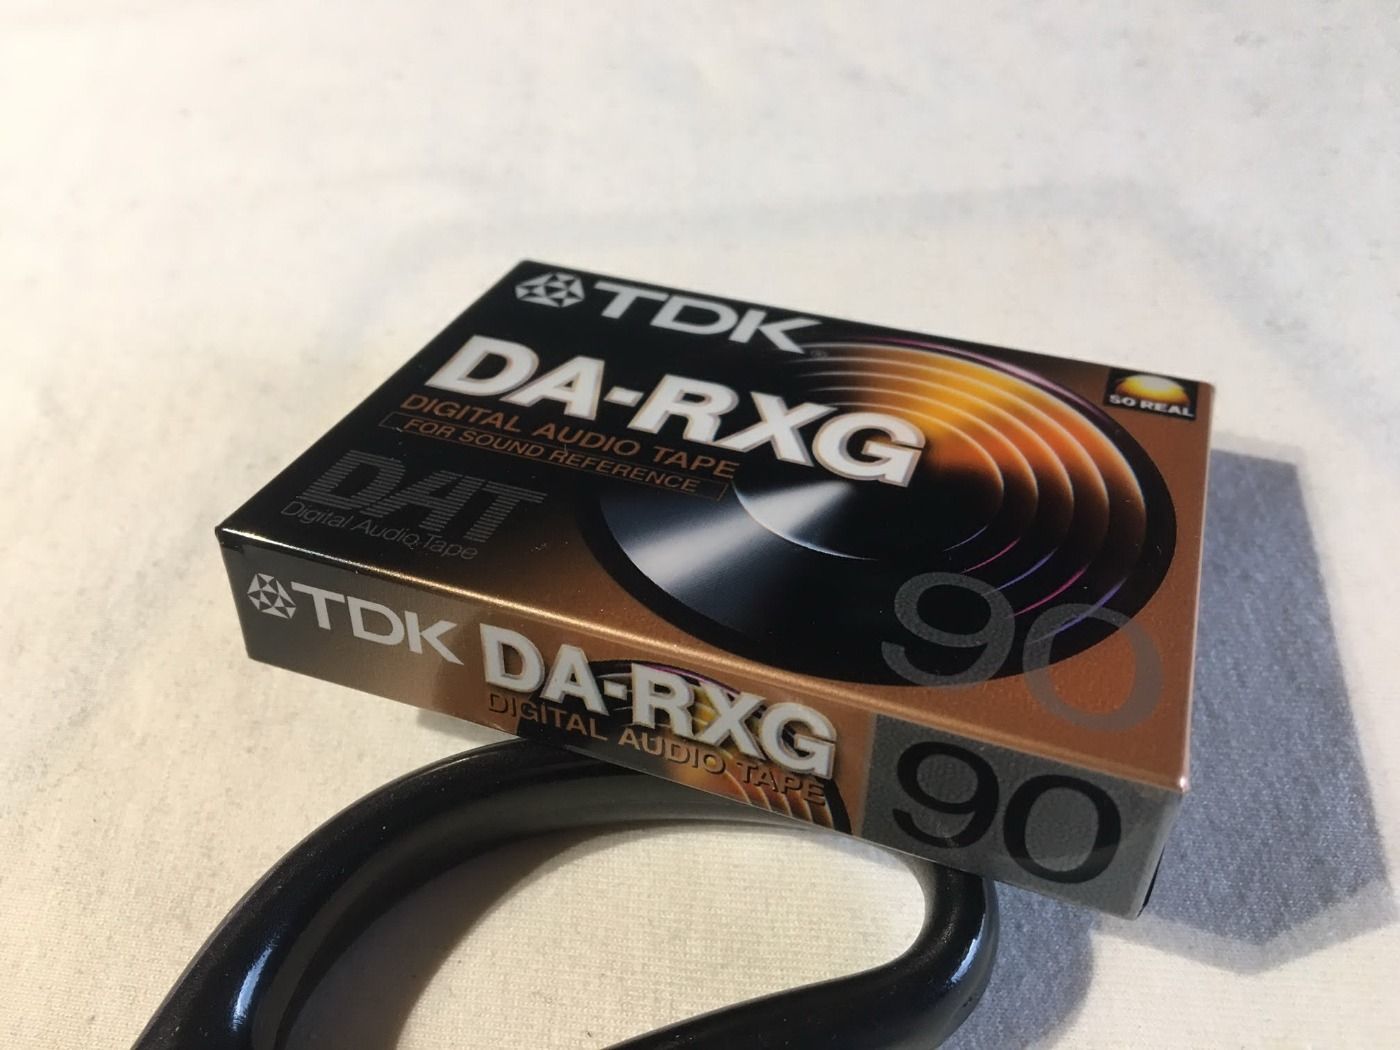 TDK
SO REAL
DA-RXG
DIGITAL AUDIO TAPE
FOR SOUND REFERENCE
DAT
Digital Audio Tape
90
TDK DA-RXG
DIGITAL AUDIO TAPE
90